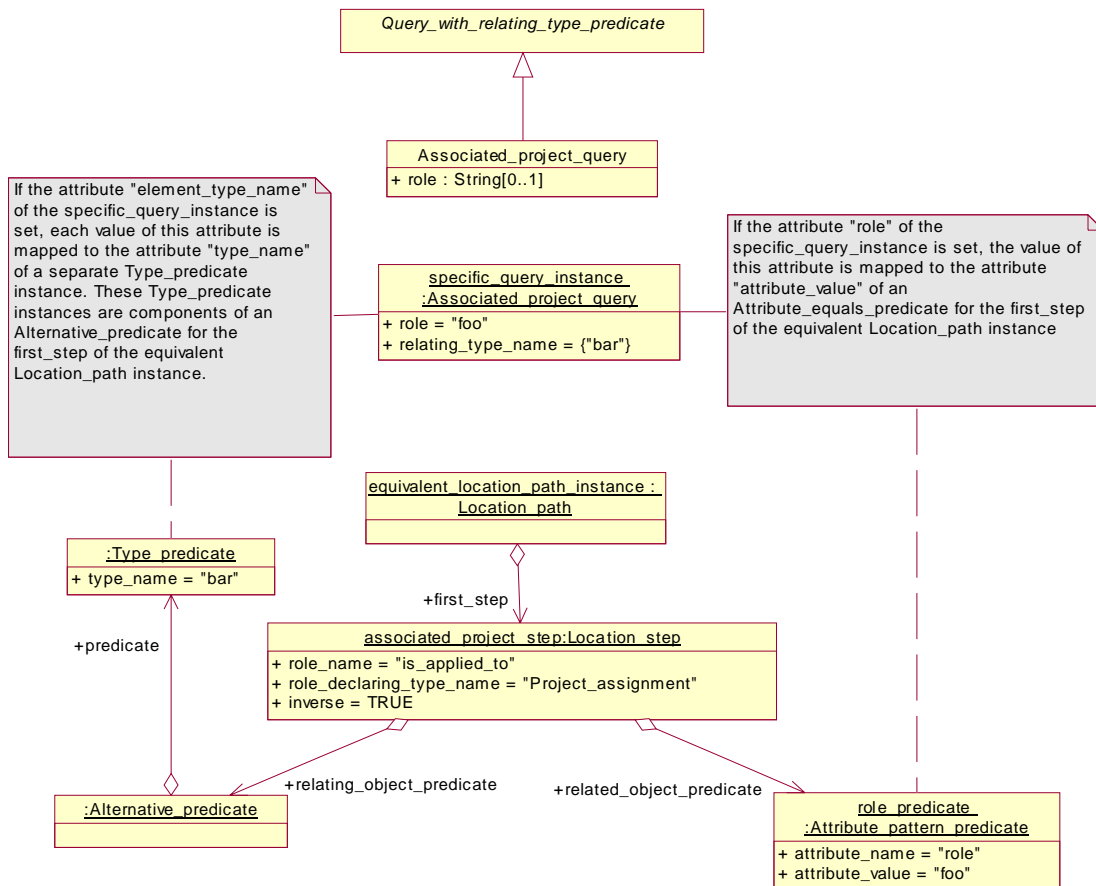 Query_with_relating_type_predicate
Associated_project_query
+ role : String[0..1]
If the attribute "element_type_name"
of the specific_query_instance is
set, each value of this attribute is
mapped to the attribute "type_name"
of a separate Type_predicate
instance. These Type_predicate
instances are components of an
Alternative_predicate for the
first_step of the equivalent
Location_path instance.
specific_query_instance
:Associated_project_query
+ role = "foo"
+ relating_type_name = {"bar"}
If the attribute "role" of the
specific_query_instance is set, the value of
this attribute is mapped to the attribute
"attribute_value" of an
Attribute_equals_predicate for the first_step
of the equivalent Location_path instance
equivalent_location_path_instance :
Location_path
:Type_predicate
+ type_name = "bar"
+first_step
+predicate
associated_project_step:Location_step
+ role_name = "is_applied_to"
+ role_declaring_type_name = "Project_assignment"
+ inverse = TRUE
+relating_object_predicate
+related_object_predicate
:Alternative_predicate
role_predicate
:Attribute_pattern_predicate
+ attribute_name = "role"
+ attribute_value = "foo"